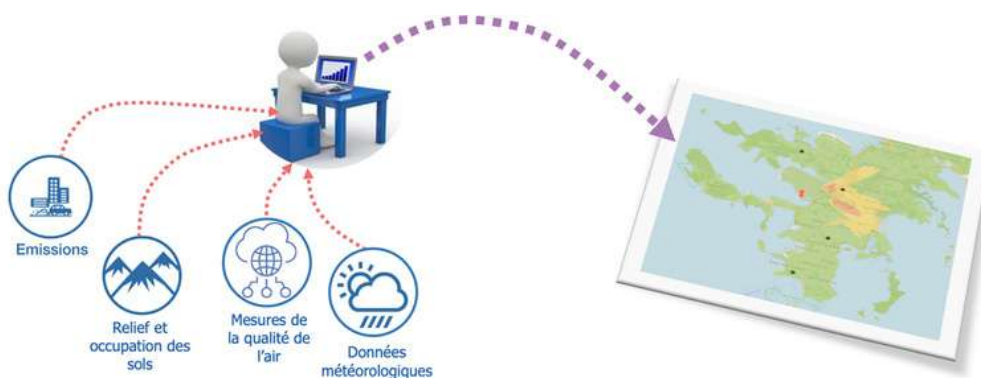 Emissions
Relief et
occupation des
sols
Mesures de
la qualité de
l'air
Données
météorologiques